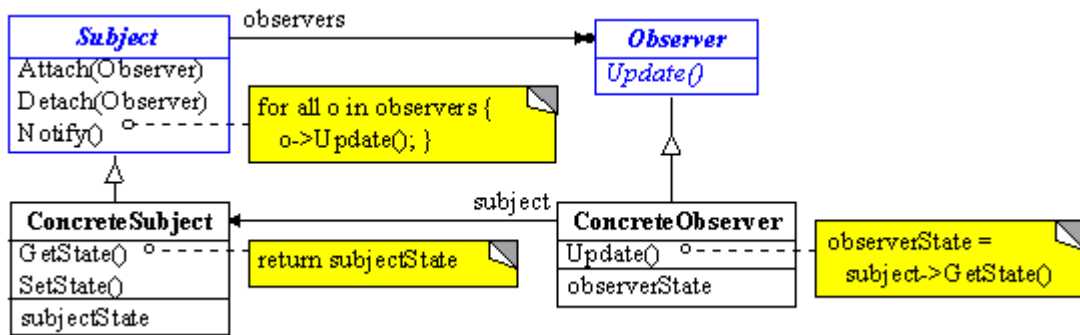 observers
Subject
Attach(Observer)
Detach(Observer)
Notify()
for all o in observers {
o->Update(); }
Observer
Update()
subject
ConcreteSubject
GetState()
SetState()
subjectState
return subjectState
ConcreteObserver
Update()
observerState
observerState =
subject->GetState()